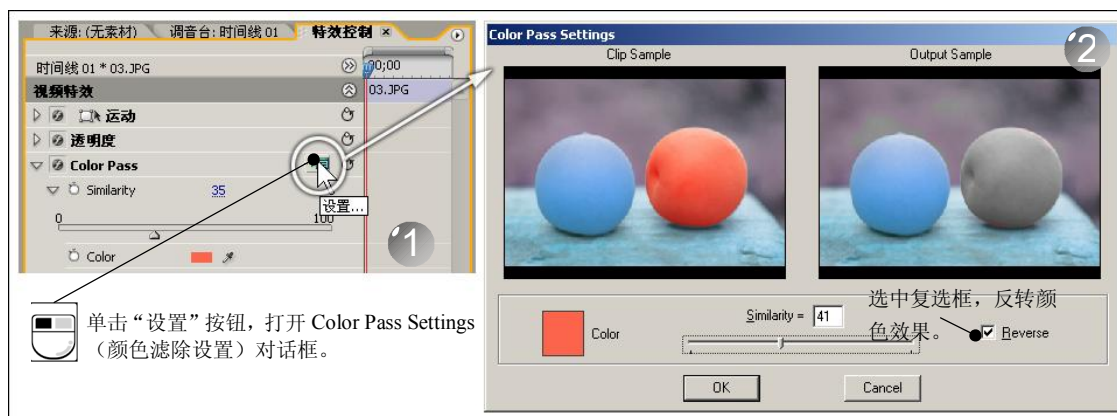 来源: (无素材) 调音台: 时间线 01 特效控制 ×
时间线 01 * 03.JPG
00;00
视频特效
03.JPG
运动
透明度
Color Pass
Similarity 35
设置...
0 100
Color
1
单击“设置”按钮，打开 Color Pass Settings
（颜色滤除设置）对话框。
Color Pass Settings
2
Clip Sample Output Sample
选中复选框，反转颜
色效果。
Color
Similarity = 41
Reverse
OK Cancel